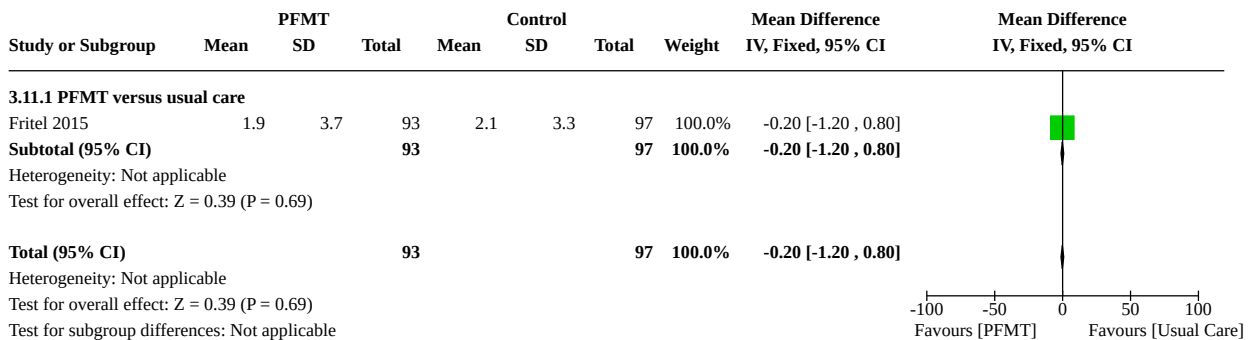 PFMT Control Mean Difference Mean Difference
Study or Subgroup Mean SD Total Mean SD Total Weight IV, Fixed, 95% CI IV, Fixed, 95% CI
3.11.1 PFMT versus usual care
Fritel 2015 1.9 3.7 93 2.1 3.3 97 100.0% -0.20 [-1.20 , 0.80]
Subtotal (95% CI) 93 97 100.0% -0.20 [-1.20 , 0.80]
Heterogeneity: Not applicable
Test for overall effect: Z = 0.39 (P = 0.69)
Total (95% CI) 93 97 100.0% -0.20 [-1.20 , 0.80]
Heterogeneity: Not applicable
Test for overall effect: Z = 0.39 (P = 0.69)
Test for subgroup differences: Not applicable
-100 -50 0 50 100
Favours [PFMT] Favours [Usual Care]